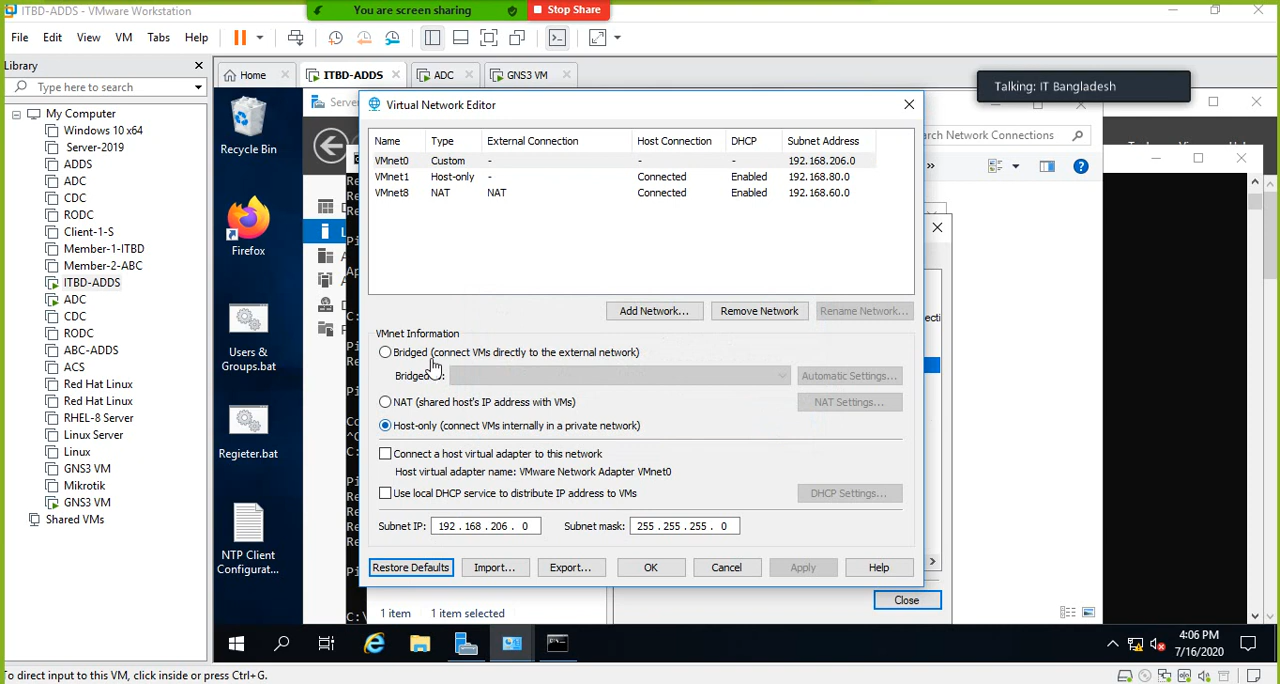 ITBD-ADDS - VMware Workstation
You are screen sharing
Stop Share
File Edit View VM Tabs Help
Library
Type here to search
My Computer
Windows 10 x64
Server-2019
ADDS
ADC
CDC
RODC
Client-1-S
Member-1-ITBD
Member-2-ABC
ITBD-ADDS
ADC
CDC
RODC
ABC-ADDS
ACS
Red Hat Linux
Red Hat Linux
RHEL-8 Server
Linux Server
Linux
GNS3 VM
Mikrotik
GNS3 VM
Shared VMs
Home ITBD-ADDS ADC GNS3 VM
Talking: IT Bangladesh
Recycle Bin
Firefox
Users &
Groups.bat
Regieter.bat
NTP Client
Configurat...
Virtual Network Editor
Name Type External Connection Host Connection DHCP Subnet Address
VMnet0 Custom - - - 192.168.206.0
VMnet1 Host-only - Connected Enabled 192.168.80.0
VMnet8 NAT NAT Connected Enabled 192.168.60.0
Add Network... Remove Network Rename Network...
VMnet Information
Bridged (connect VMs directly to the external network)
Bridged Automatic Settings...
NAT (shared host's IP address with VMs)
NAT Settings...
Host-only (connect VMs internally in a private network)
Connect a host virtual adapter to this network
Host virtual adapter name: VMware Network Adapter VMnet0
Use local DHCP service to distribute IP address to VMs
DHCP Settings...
Subnet IP: 192 . 168 . 206 . 0 Subnet mask: 255 . 255 . 255 . 0
Restore Defaults Import... Export... OK Cancel Apply Help
Close
1 item 1 item selected
4:06 PM
7/16/2020
To direct input to this VM, click inside or press Ctrl+G.